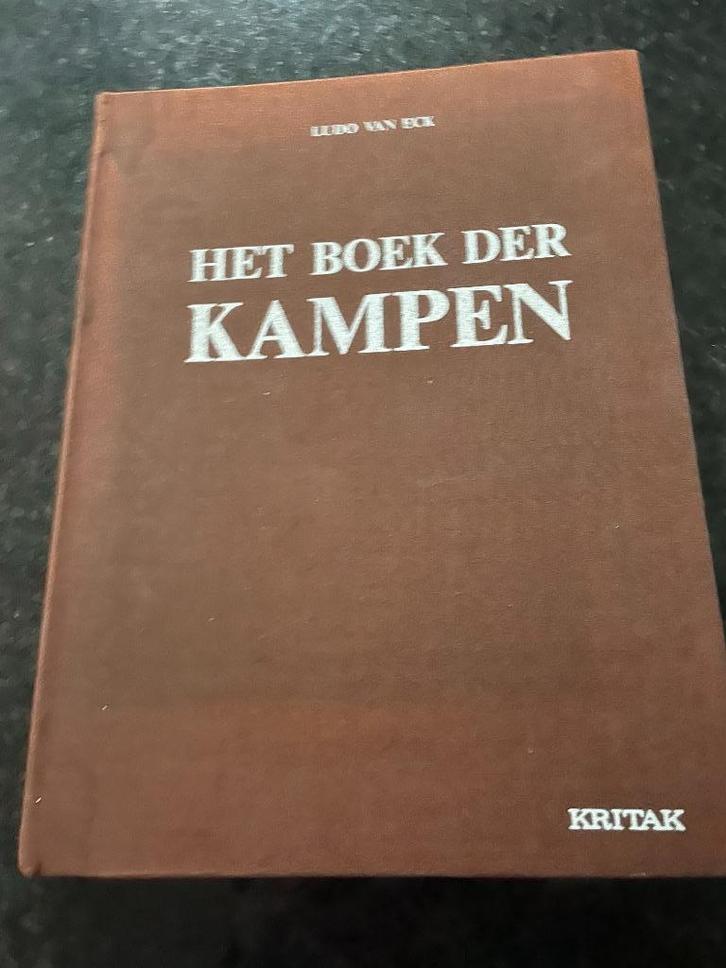 LUDO VAN ECK
HET BOEK DER
KAMPEN
KRITAK